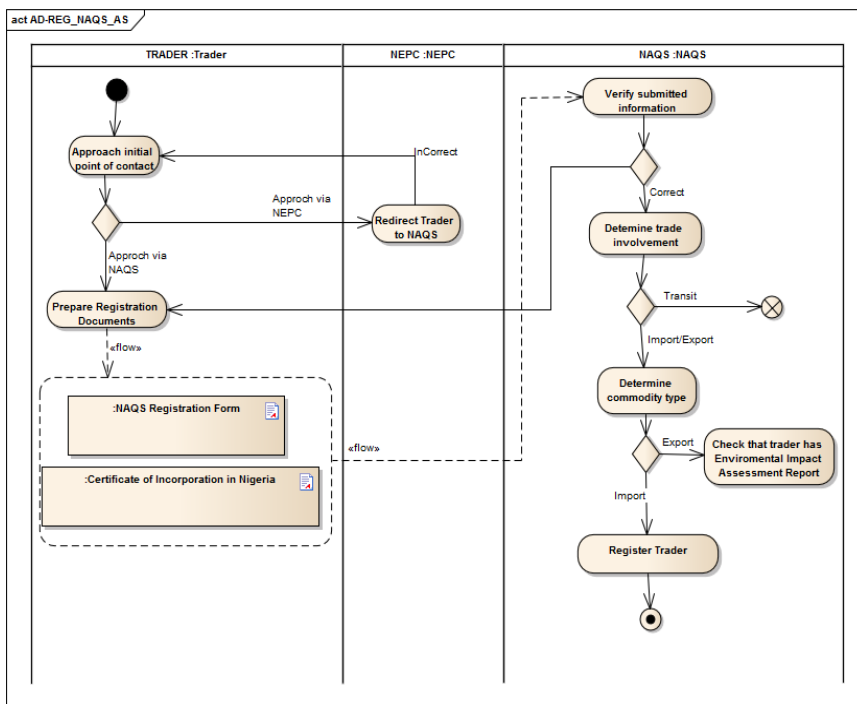 act AD-REG_NAQS_AS
TRADER :Trader
NEPC :NEPC
NAQS :NAQS
Verify submitted
information
Approach initial
point of contact
InCorrect
Correct
Approch via
NEPC
Redirect Trader
to NAQS
Detemine trade
involvement
Approch via
NAQS
Prepare Registration
Documents
Transit
Import/Export
«flow»
Determine
commodity type
:NAQS Registration Form
«flow»
Export
Check that trader has
Enviromental Impact
Assessment Report
:Certificate of Incorporation in Nigeria
Import
Register Trader